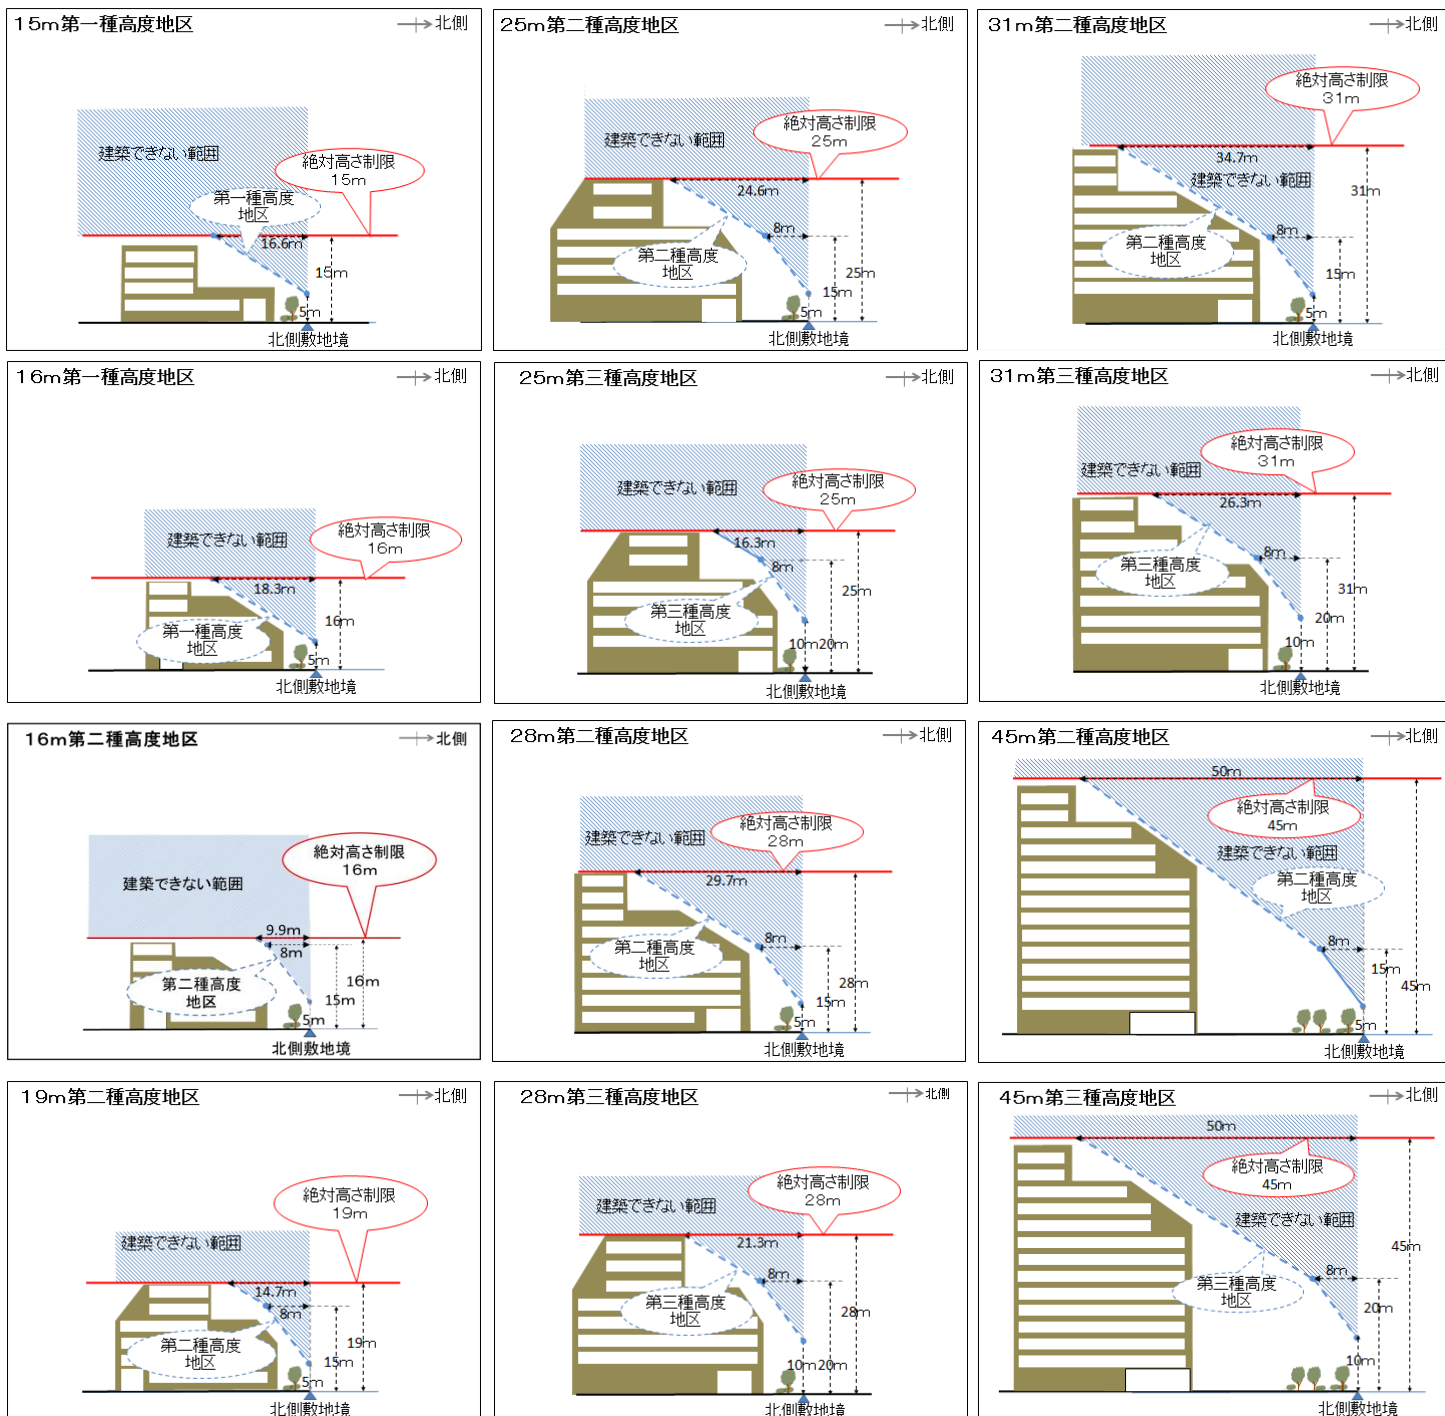 15m第一種高度地区
北側
建築できない範囲
絶対高さ制限
15m
第一種高度
地区
16.6m
15m
5m
北側敷地境
25m第二種高度地区
北側
建築できない範囲
絶対高さ制限
25m
24.6m
8m
第二種高度
地区
25m
15m
5m
北側敷地境
31m第二種高度地区
北側
絶対高さ制限
31m
34.7m
建築できない範囲
31m
8m
第二種高度
地区
15m
5m
北側敷地境
16m第一種高度地区
北側
建築できない範囲
絶対高さ制限
16m
18.3m
第一種高度
地区
16m
5m
北側敷地境
25m第三種高度地区
北側
建築できない範囲
絶対高さ制限
25m
16.3m
8m
第三種高度
地区
25m
10m
20m
北側敷地境
31m第三種高度地区
北側
絶対高さ制限
31m
建築できない範囲
26.3m
8m
第三種高度
地区
31m
20m
10m
北側敷地境
16m第二種高度地区
北側
絶対高さ制限
16m
建築できない範囲
9.9m
8m
第二種高度
地区
16m
15m
5m
北側敷地境
28m第二種高度地区
北側
絶対高さ制限
28m
建築できない範囲
29.7m
8m
第二種高度
地区
28m
15m
5m
北側敷地境
45m第二種高度地区
北側
50m
絶対高さ制限
45m
建築できない範囲
第二種高度
地区
8m
15m
45m
5m
北側敷地境
19m第二種高度地区
北側
絶対高さ制限
19m
建築できない範囲
14.7m
8m
第二種高度
地区
19m
15m
5m
北側敷地境
28m第三種高度地区
北側
絶対高さ制限
28m
建築できない範囲
21.3m
8m
第三種高度
地区
28m
10m
20m
北側敷地境
45m第三種高度地区
北側
50m
絶対高さ制限
45m
建築できない範囲
45m
8m
第三種高度
地区
20m
10m
北側敷地境